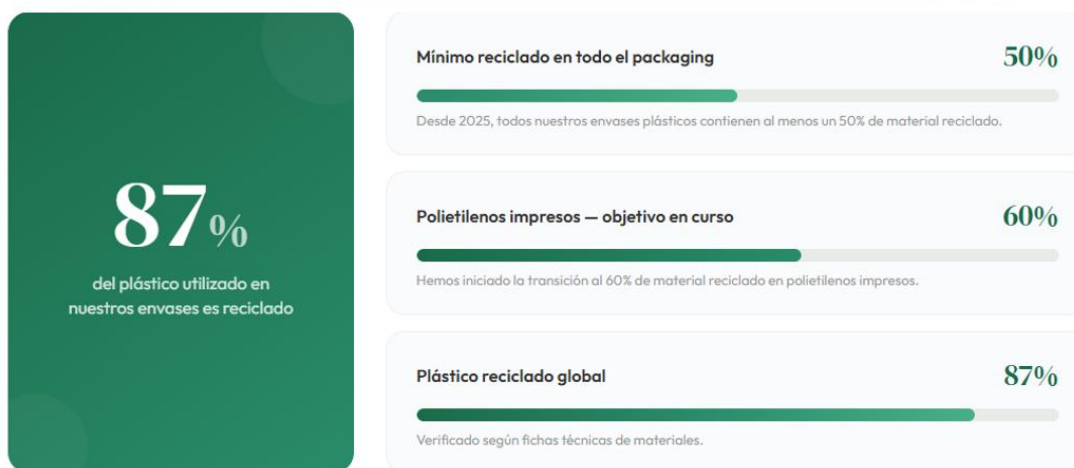 87%
del plástico utilizado en
nuestros envases es reciclado
Mínimo reciclado en todo el packaging
50%
Desde 2025, todos nuestros envases plásticos contienen al menos un 50% de material reciclado.
Polietilenos impresos — objetivo en curso
60%
Hemos iniciado la transición al 60% de material reciclado en polietilenos impresos.
Plástico reciclado global
87%
Verificado según fichas técnicas de materiales.